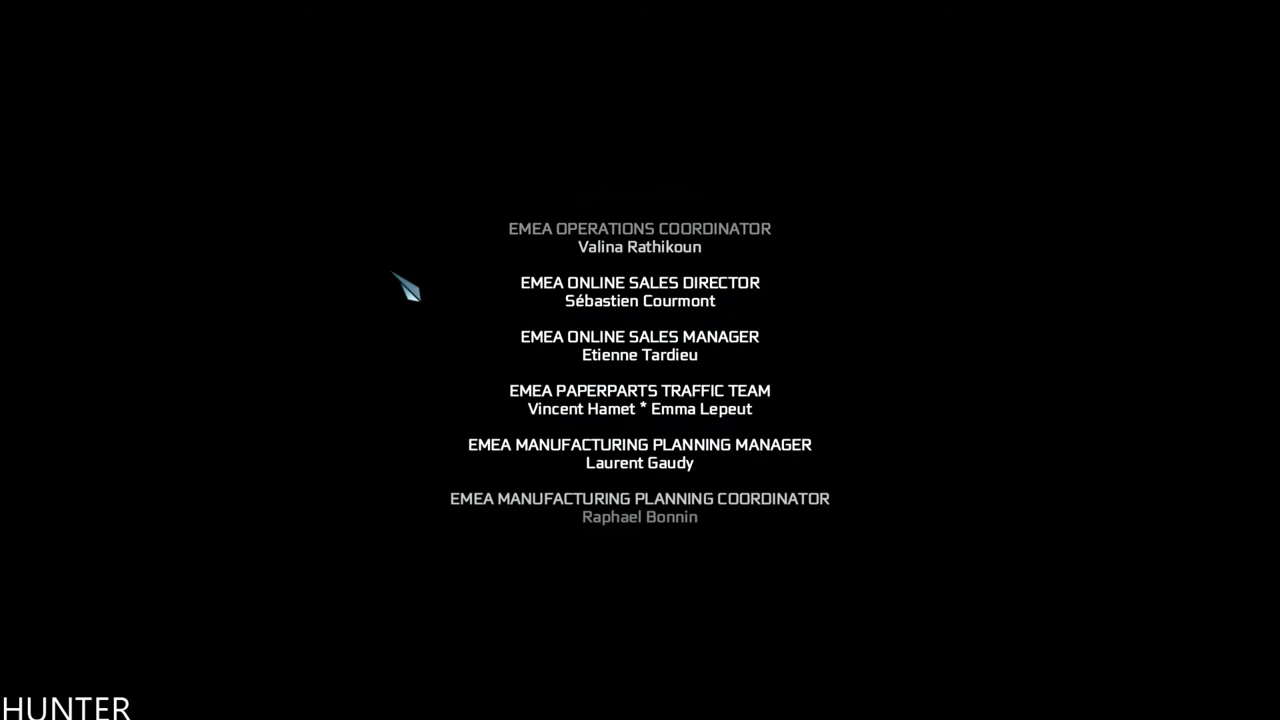 EMEA OPERATIONS COORDINATOR
Valina Rathikoun
EMEA ONLINE SALES DIRECTOR
Sébastien Courmont
EMEA ONLINE SALES MANAGER
Etienne Tardieu
EMEA PAPERPARTS TRAFFIC TEAM
Vincent Hamet * Emma Lepeut
EMEA MANUFACTURING PLANNING MANAGER
Laurent Gaudy
EMEA MANUFACTURING PLANNING COORDINATOR
Raphael Bonnin
HUNTER